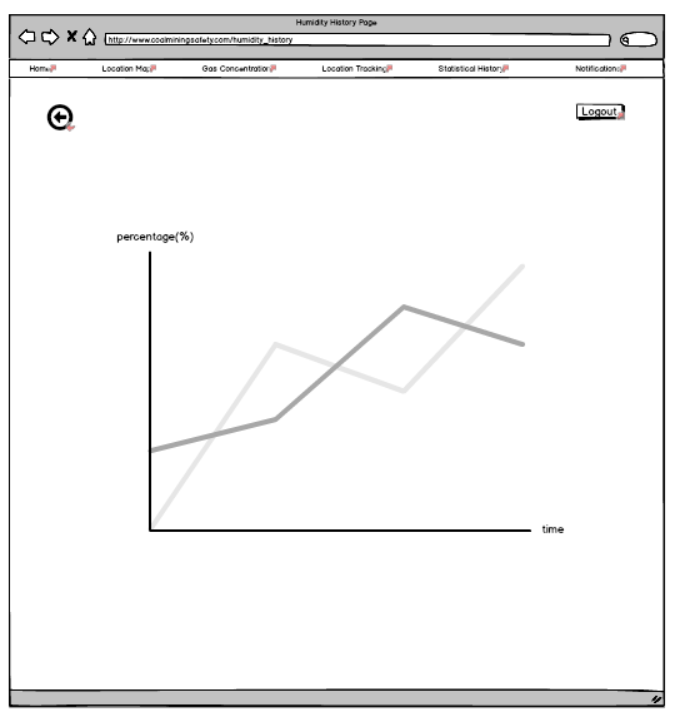 Humidity History Page
http://www.coalminingsafety.com/humidity_history
Home Location Map Gas Concentration Location Tracking Statistical History Notifications
Logout
percentage(%)
time